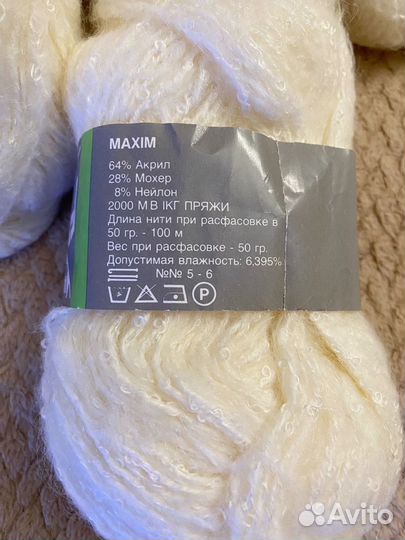 MAXIM
64% Акрил
28% Мохер
8% Нейлон
2000 М В IКГ ПРЯЖИ
Длина нити при расфасовке в
50 гр. - 100 м
Вес при расфасовке - 50 гр.
Допустимая влажность: 6,395%
№№ 5 - 6
P
Avito